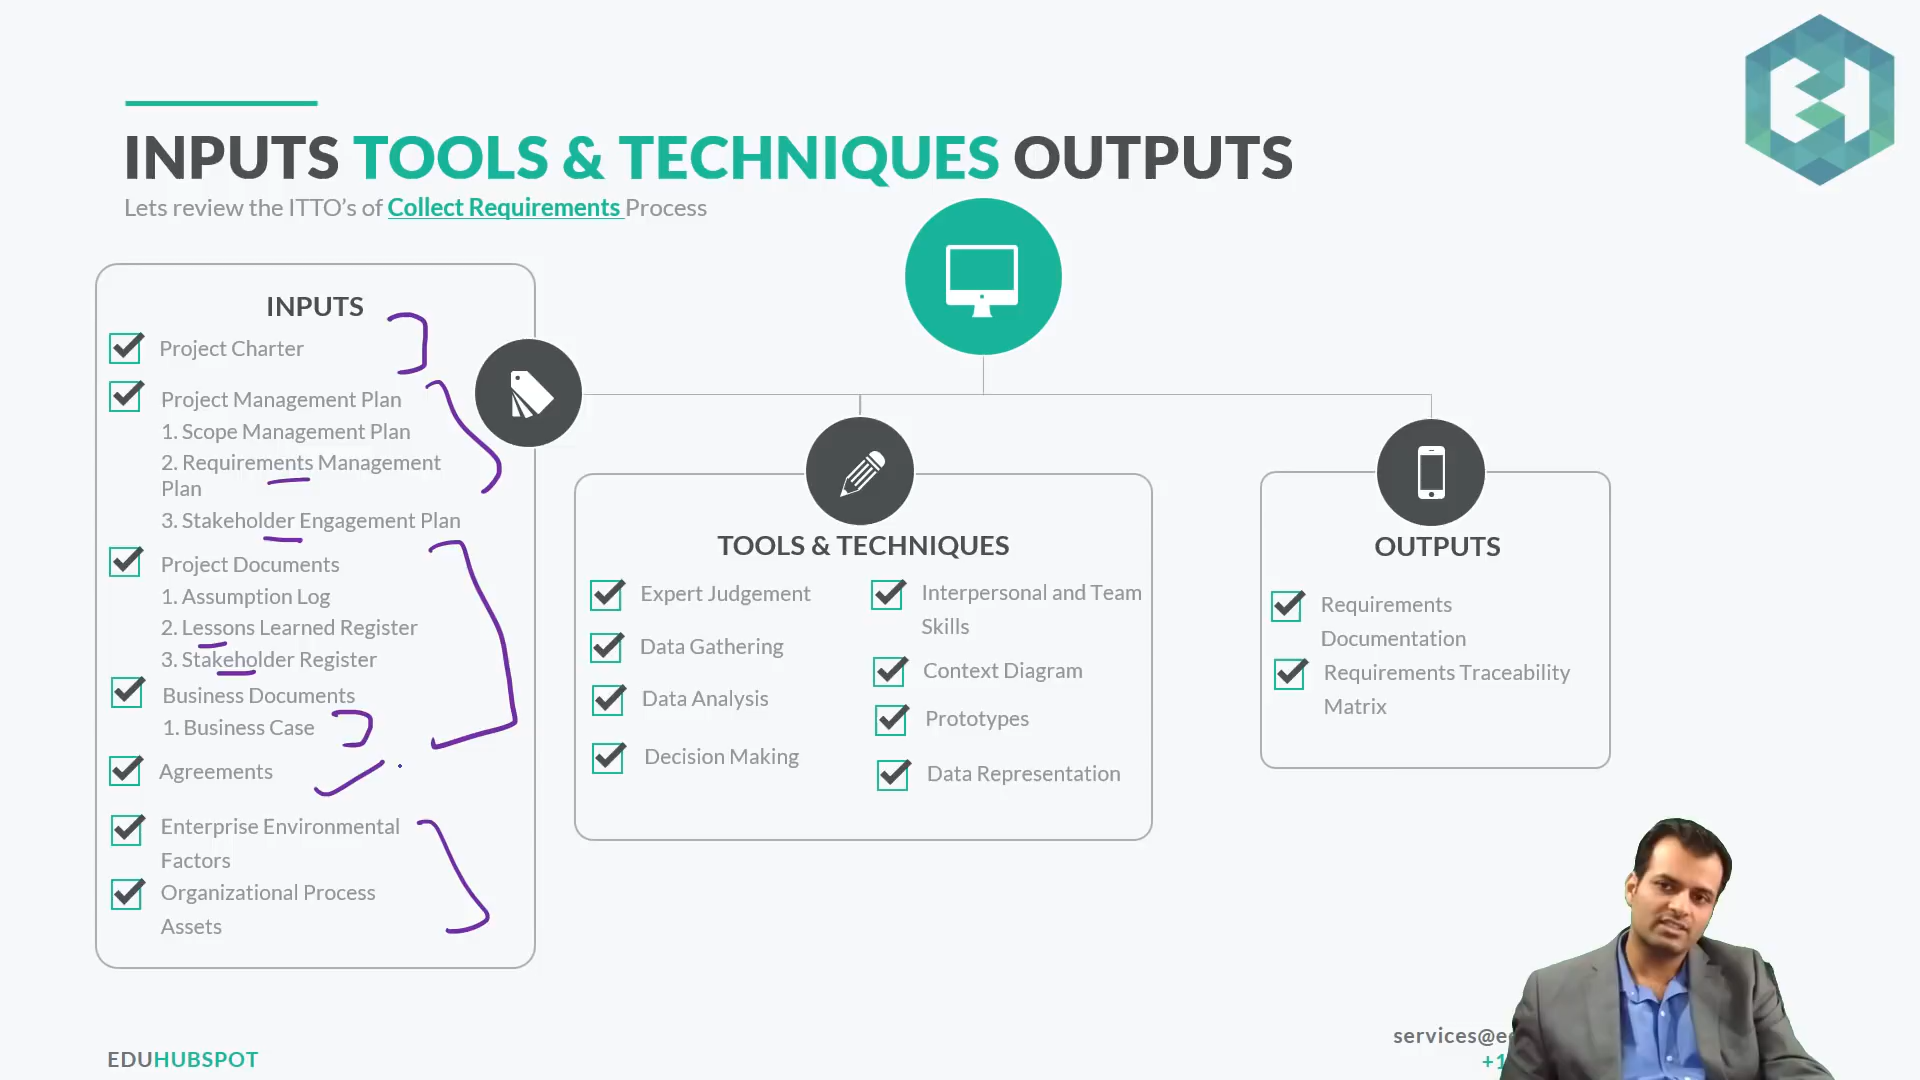 INPUTS TOOLS & TECHNIQUES OUTPUTS
Lets review the ITTO's of Collect Requirements Process
INPUTS
Project Charter
Project Management Plan
1. Scope Management Plan
2. Requirements Management
Plan
3. Stakeholder Engagement Plan
Project Documents
1. Assumption Log
2. Lessons Learned Register
3. Stakeholder Register
Business Documents
1. Business Case
Agreements
Enterprise Environmental
Factors
Organizational Process
Assets
TOOLS & TECHNIQUES
Expert Judgement
Data Gathering
Data Analysis
Decision Making
Interpersonal and Team
Skills
Context Diagram
Prototypes
Data Representation
OUTPUTS
Requirements
Documentation
Requirements Traceability
Matrix
EDUHUBSPOT
services@e
+1